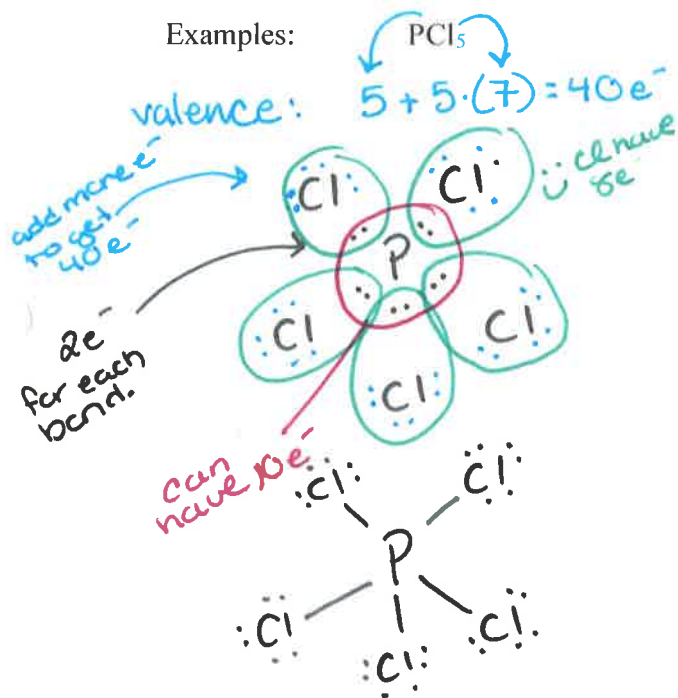 Examples: PCl₅
valence: 5 + 5·(7) = 40e⁻
add more e⁻
to get
40e⁻
Cl
Cl
Cl have
8e⁻
P
2e⁻
for each
bond.
Cl
Cl
Cl
can
have 10e⁻
Cl
Cl
P
Cl
Cl
Cl